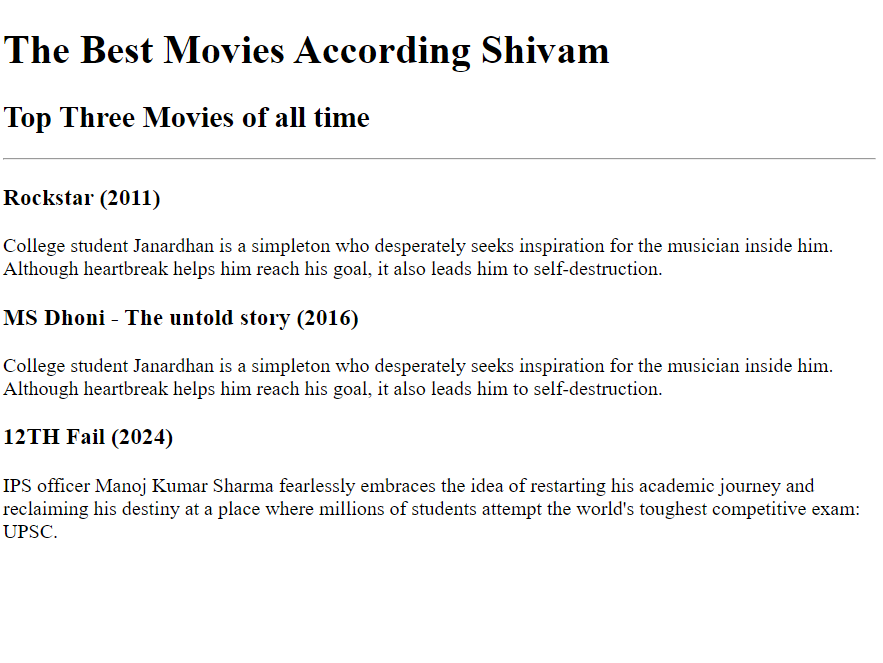 The Best Movies According Shivam
Top Three Movies of all time
Rockstar (2011)
College student Janardhan is a simpleton who desperately seeks inspiration for the musician inside him.
Although heartbreak helps him reach his goal, it also leads him to self-destruction.
MS Dhoni - The untold story (2016)
College student Janardhan is a simpleton who desperately seeks inspiration for the musician inside him.
Although heartbreak helps him reach his goal, it also leads him to self-destruction.
12TH Fail (2024)
IPS officer Manoj Kumar Sharma fearlessly embraces the idea of restarting his academic journey and
reclaiming his destiny at a place where millions of students attempt the world's toughest competitive exam:
UPSC.